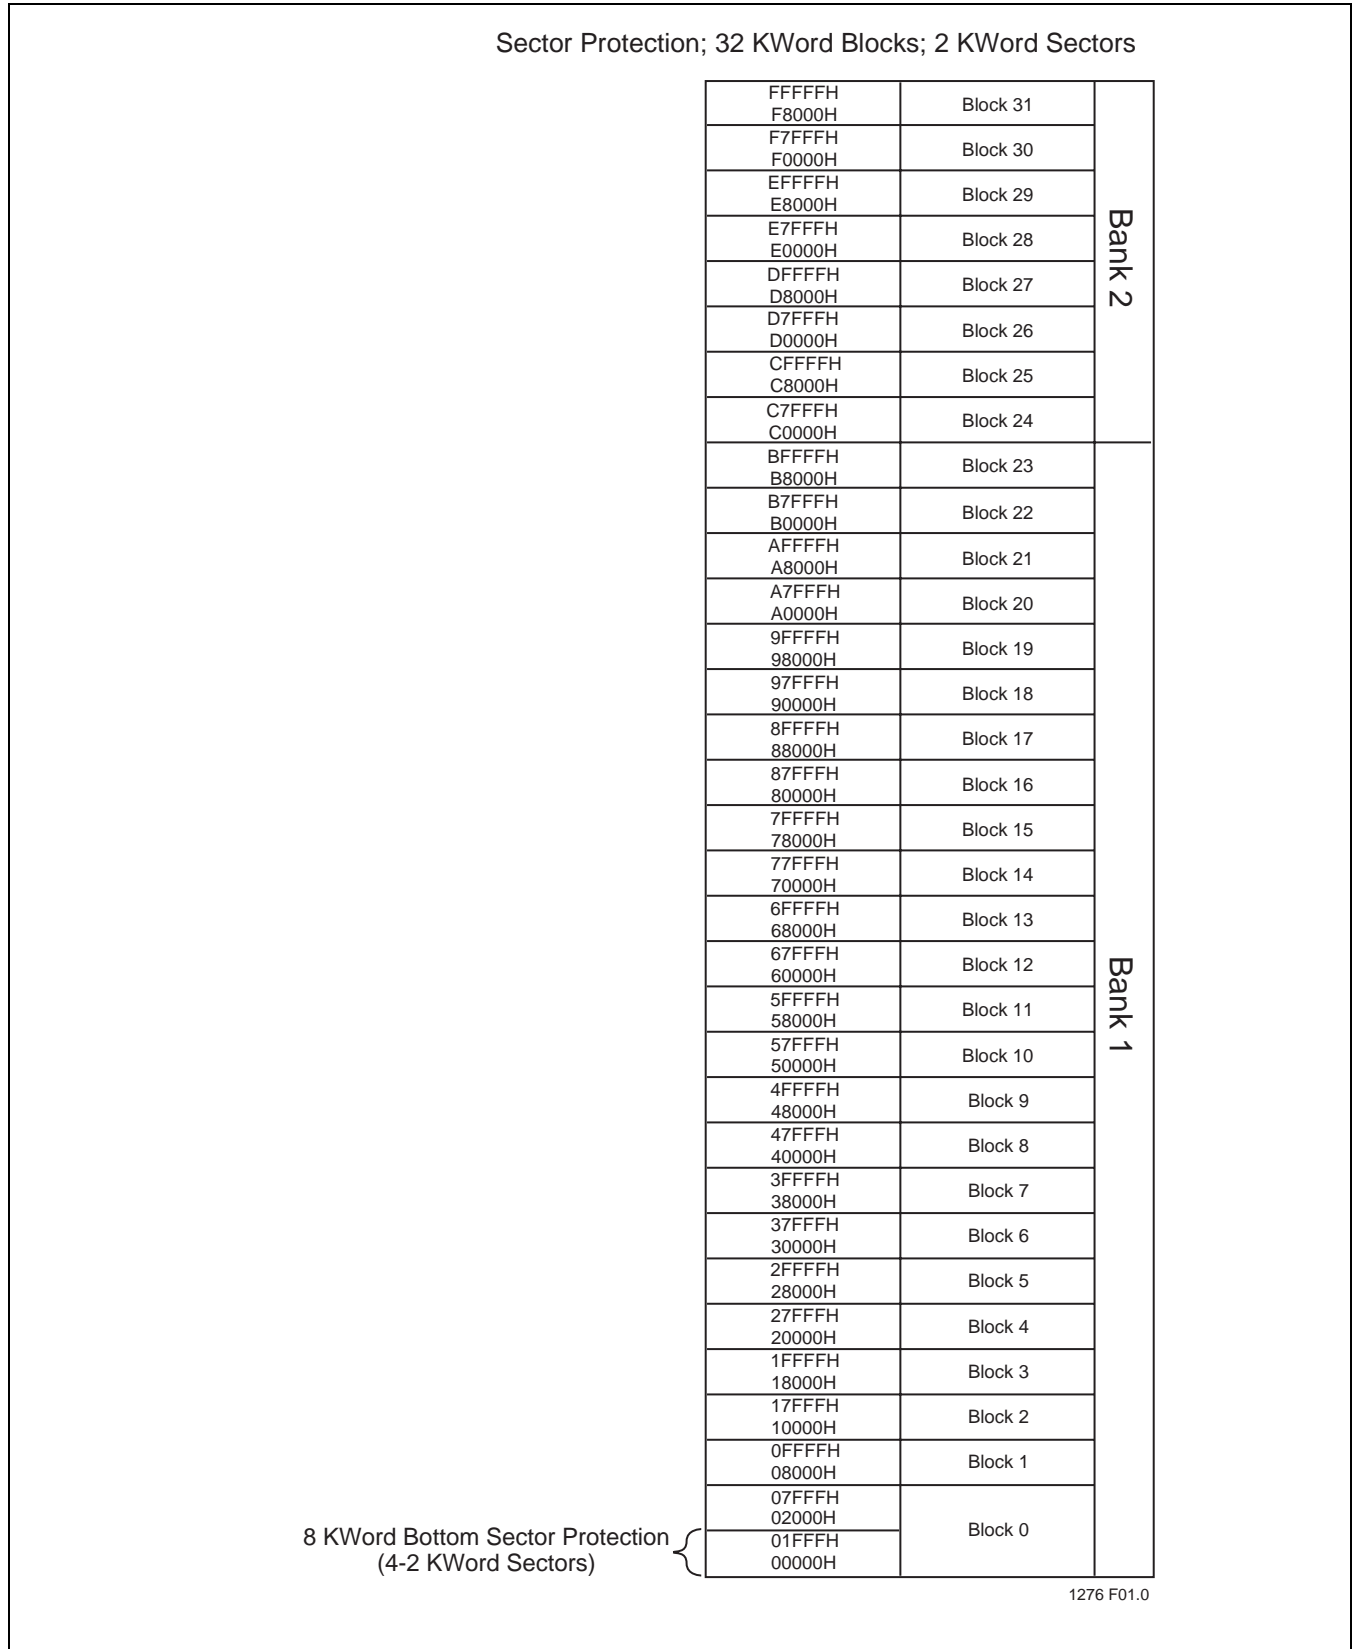 Sector Protection; 32 KWord Blocks; 2 KWord Sectors
FFFFFH
F8000H
Block 31
F7FFFH
F0000H
Block 30
EFFFFH
E8000H
Block 29
E7FFFH
E0000H
Block 28
DFFFFH
D8000H
Block 27
D7FFFH
D0000H
Block 26
CFFFFH
C8000H
Block 25
C7FFFH
C0000H
Block 24
Bank 2
BFFFFH
B8000H
Block 23
B7FFFH
B0000H
Block 22
AFFFFH
A8000H
Block 21
A7FFFH
A0000H
Block 20
9FFFFH
98000H
Block 19
97FFFH
90000H
Block 18
8FFFFH
88000H
Block 17
87FFFH
80000H
Block 16
7FFFFH
78000H
Block 15
77FFFH
70000H
Block 14
6FFFFH
68000H
Block 13
67FFFH
60000H
Block 12
5FFFFH
58000H
Block 11
57FFFH
50000H
Block 10
4FFFFH
48000H
Block 9
47FFFH
40000H
Block 8
3FFFFH
38000H
Block 7
37FFFH
30000H
Block 6
2FFFFH
28000H
Block 5
27FFFH
20000H
Block 4
1FFFFH
18000H
Block 3
17FFFH
10000H
Block 2
0FFFFH
08000H
Block 1
07FFFH
02000H
01FFFH
00000H
Block 0
Bank 1
8 KWord Bottom Sector Protection
(4-2 KWord Sectors)
1276 F01.0